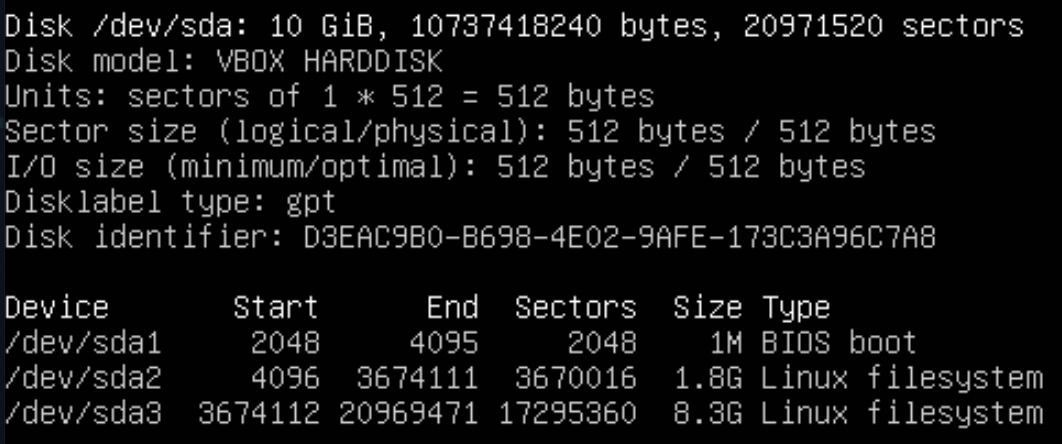 Disk /dev/sda: 10 GiB, 10737418240 bytes, 20971520 sectors
Disk model: VBOX HARDDISK
Units: sectors of 1 * 512 = 512 bytes
Sector size (logical/physical): 512 bytes / 512 bytes
I/O size (minimum/optimal): 512 bytes / 512 bytes
Disklabel type: gpt
Disk identifier: D3EAC9B0-B698-4E02-9AFE-173C3A96C7A8

Device       Start      End  Sectors  Size Type
/dev/sda1     2048     4095     2048    1M BIOS boot
/dev/sda2     4096  3674111  3670016  1.8G Linux filesystem
/dev/sda3  3674112 20969471 17295360  8.3G Linux filesystem